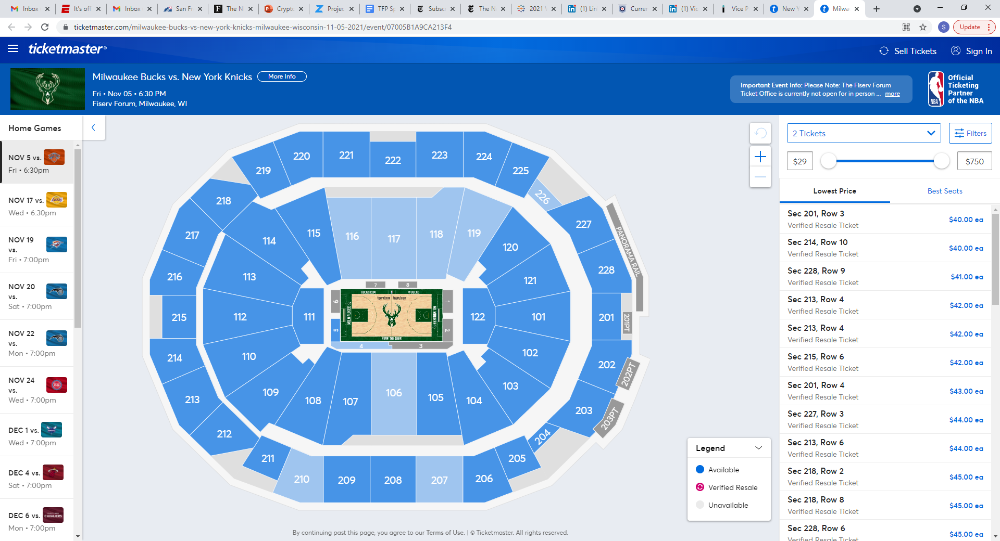 Inbox
It's off
Inbox
San Fr
The N
Crypto
Projec
TFP Sp
Subsc
The N
2021
(1) Lin
Curre
(1) Vic
Vice P
New Y
Milwa
ticketmaster.com/milwaukee-bucks-vs-new-york-knicks-milwaukee-wisconsin-11-05-2021/event/07005B1A9CA213F4
S
Update
ticketmaster®
Sell Tickets
Sign In
Milwaukee Bucks vs. New York Knicks
More Info
Fri • Nov 05 • 6:30 PM
Fiserv Forum, Milwaukee, WI
Important Event Info: Please Note: The Fiserv Forum
Ticket Office is currently not open for in person ... more
NBA
Official
Ticketing
Partner
of the NBA
Home Games
NOV 5 vs.
Fri • 6:30pm
NOV 17 vs.
Wed • 6:30pm
NOV 19
vs.
Fri • 7:00pm
NOV 20
vs.
Sat • 7:00pm
NOV 22
vs.
Mon • 7:00pm
NOV 24
vs.
Wed • 7:00pm
DEC 1 vs.
Wed • 7:00pm
DEC 4 vs.
Sat • 7:00pm
DEC 6 vs.
CAVALIERS
Mon • 7:00pm
220
221
222
223
224
219
225
218
226
217
227
216
228
215
201
201PT
214
202
202PT
213
203
203PT
212
204
211
205
210
209
208
207
206
PANORAMA RAIL
115
116
117
118
119
114
120
113
121
112
111
122
101
110
102
109
103
108
107
106
105
104
7
8
6
1
5
2
4
3
BUCKS.COM
@BUCKS
MILWAUKEE
MILWAUKEE
FEAR THE DEER
Legend
Available
Verified Resale
Unavailable
By continuing past this page, you agree to our Terms of Use. | © Ticketmaster. All rights reserved.
2 Tickets
Filters
$29
$750
Lowest Price
Best Seats
Sec 201, Row 3
Verified Resale Ticket
$40.00 ea
Sec 214, Row 10
Verified Resale Ticket
$40.00 ea
Sec 228, Row 9
Verified Resale Ticket
$41.00 ea
Sec 213, Row 4
Verified Resale Ticket
$42.00 ea
Sec 213, Row 4
Verified Resale Ticket
$42.00 ea
Sec 215, Row 6
Verified Resale Ticket
$42.00 ea
Sec 201, Row 4
Verified Resale Ticket
$43.00 ea
Sec 227, Row 3
Verified Resale Ticket
$44.00 ea
Sec 213, Row 6
Verified Resale Ticket
$44.00 ea
Sec 218, Row 2
Verified Resale Ticket
$45.00 ea
Sec 218, Row 8
Verified Resale Ticket
$45.00 ea
Sec 228, Row 6
Verified Resale Ticket
$45.00 ea